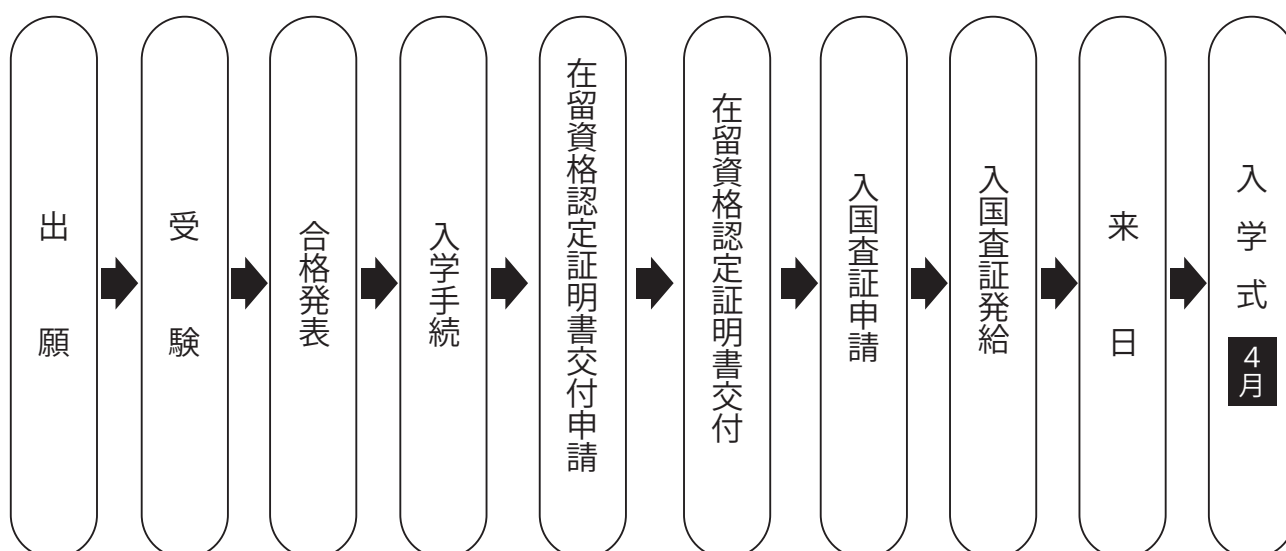 出願
受験
合格発表
入学手続
在留資格認定証明書交付申請
在留資格認定証明書交付
入国査証申請
入国査証発給
来日
入学式
4月